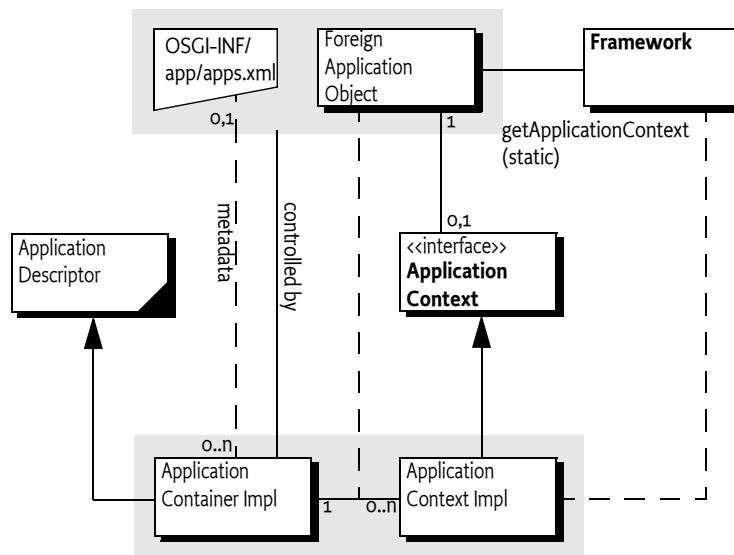 OSGI-INF/
app/apps.xml
Foreign
Application
Object
Framework
0,1
1
getApplicationContext
(static)
metadata
controlled by
0,1
Application
Descriptor
<<interface>>
Application
Context
0..n
Application
Container Impl
1
0..n
Application
Context Impl